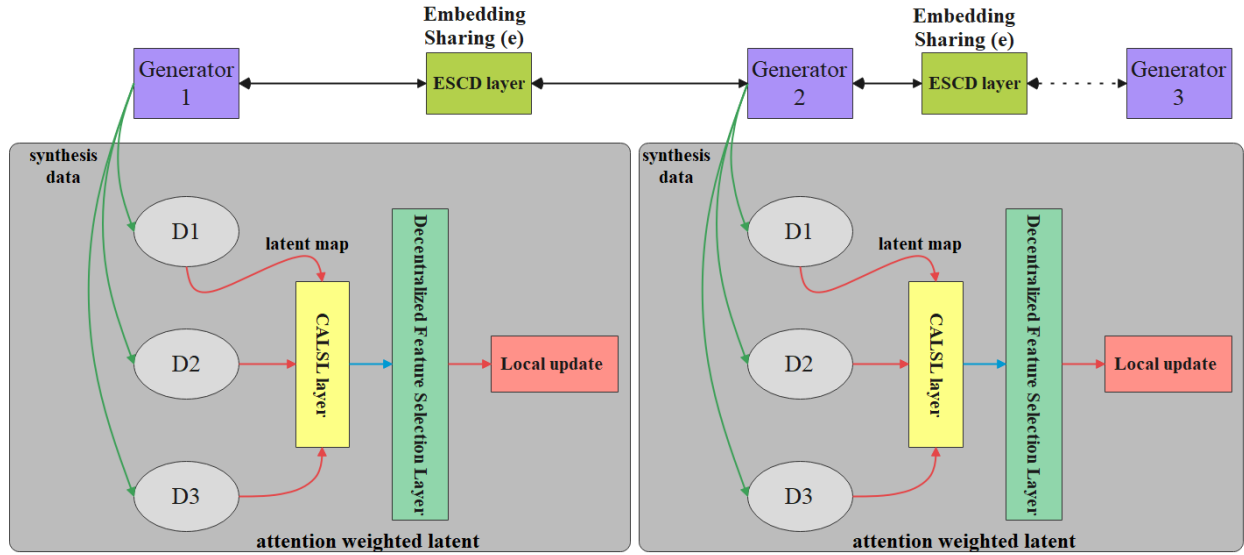 Embedding
Sharing (e)
Embedding
Sharing (e)
Generator
1
ESCD layer
Generator
2
ESCD layer
Generator
3
synthesis
data
D1
latent map
D2
CALSL layer
D3
Decentralized Feature Selection Layer
Local update
attention weighted latent
synthesis
data
D1
latent map
D2
CALSL layer
D3
Decentralized Feature Selection Layer
Local update
attention weighted latent